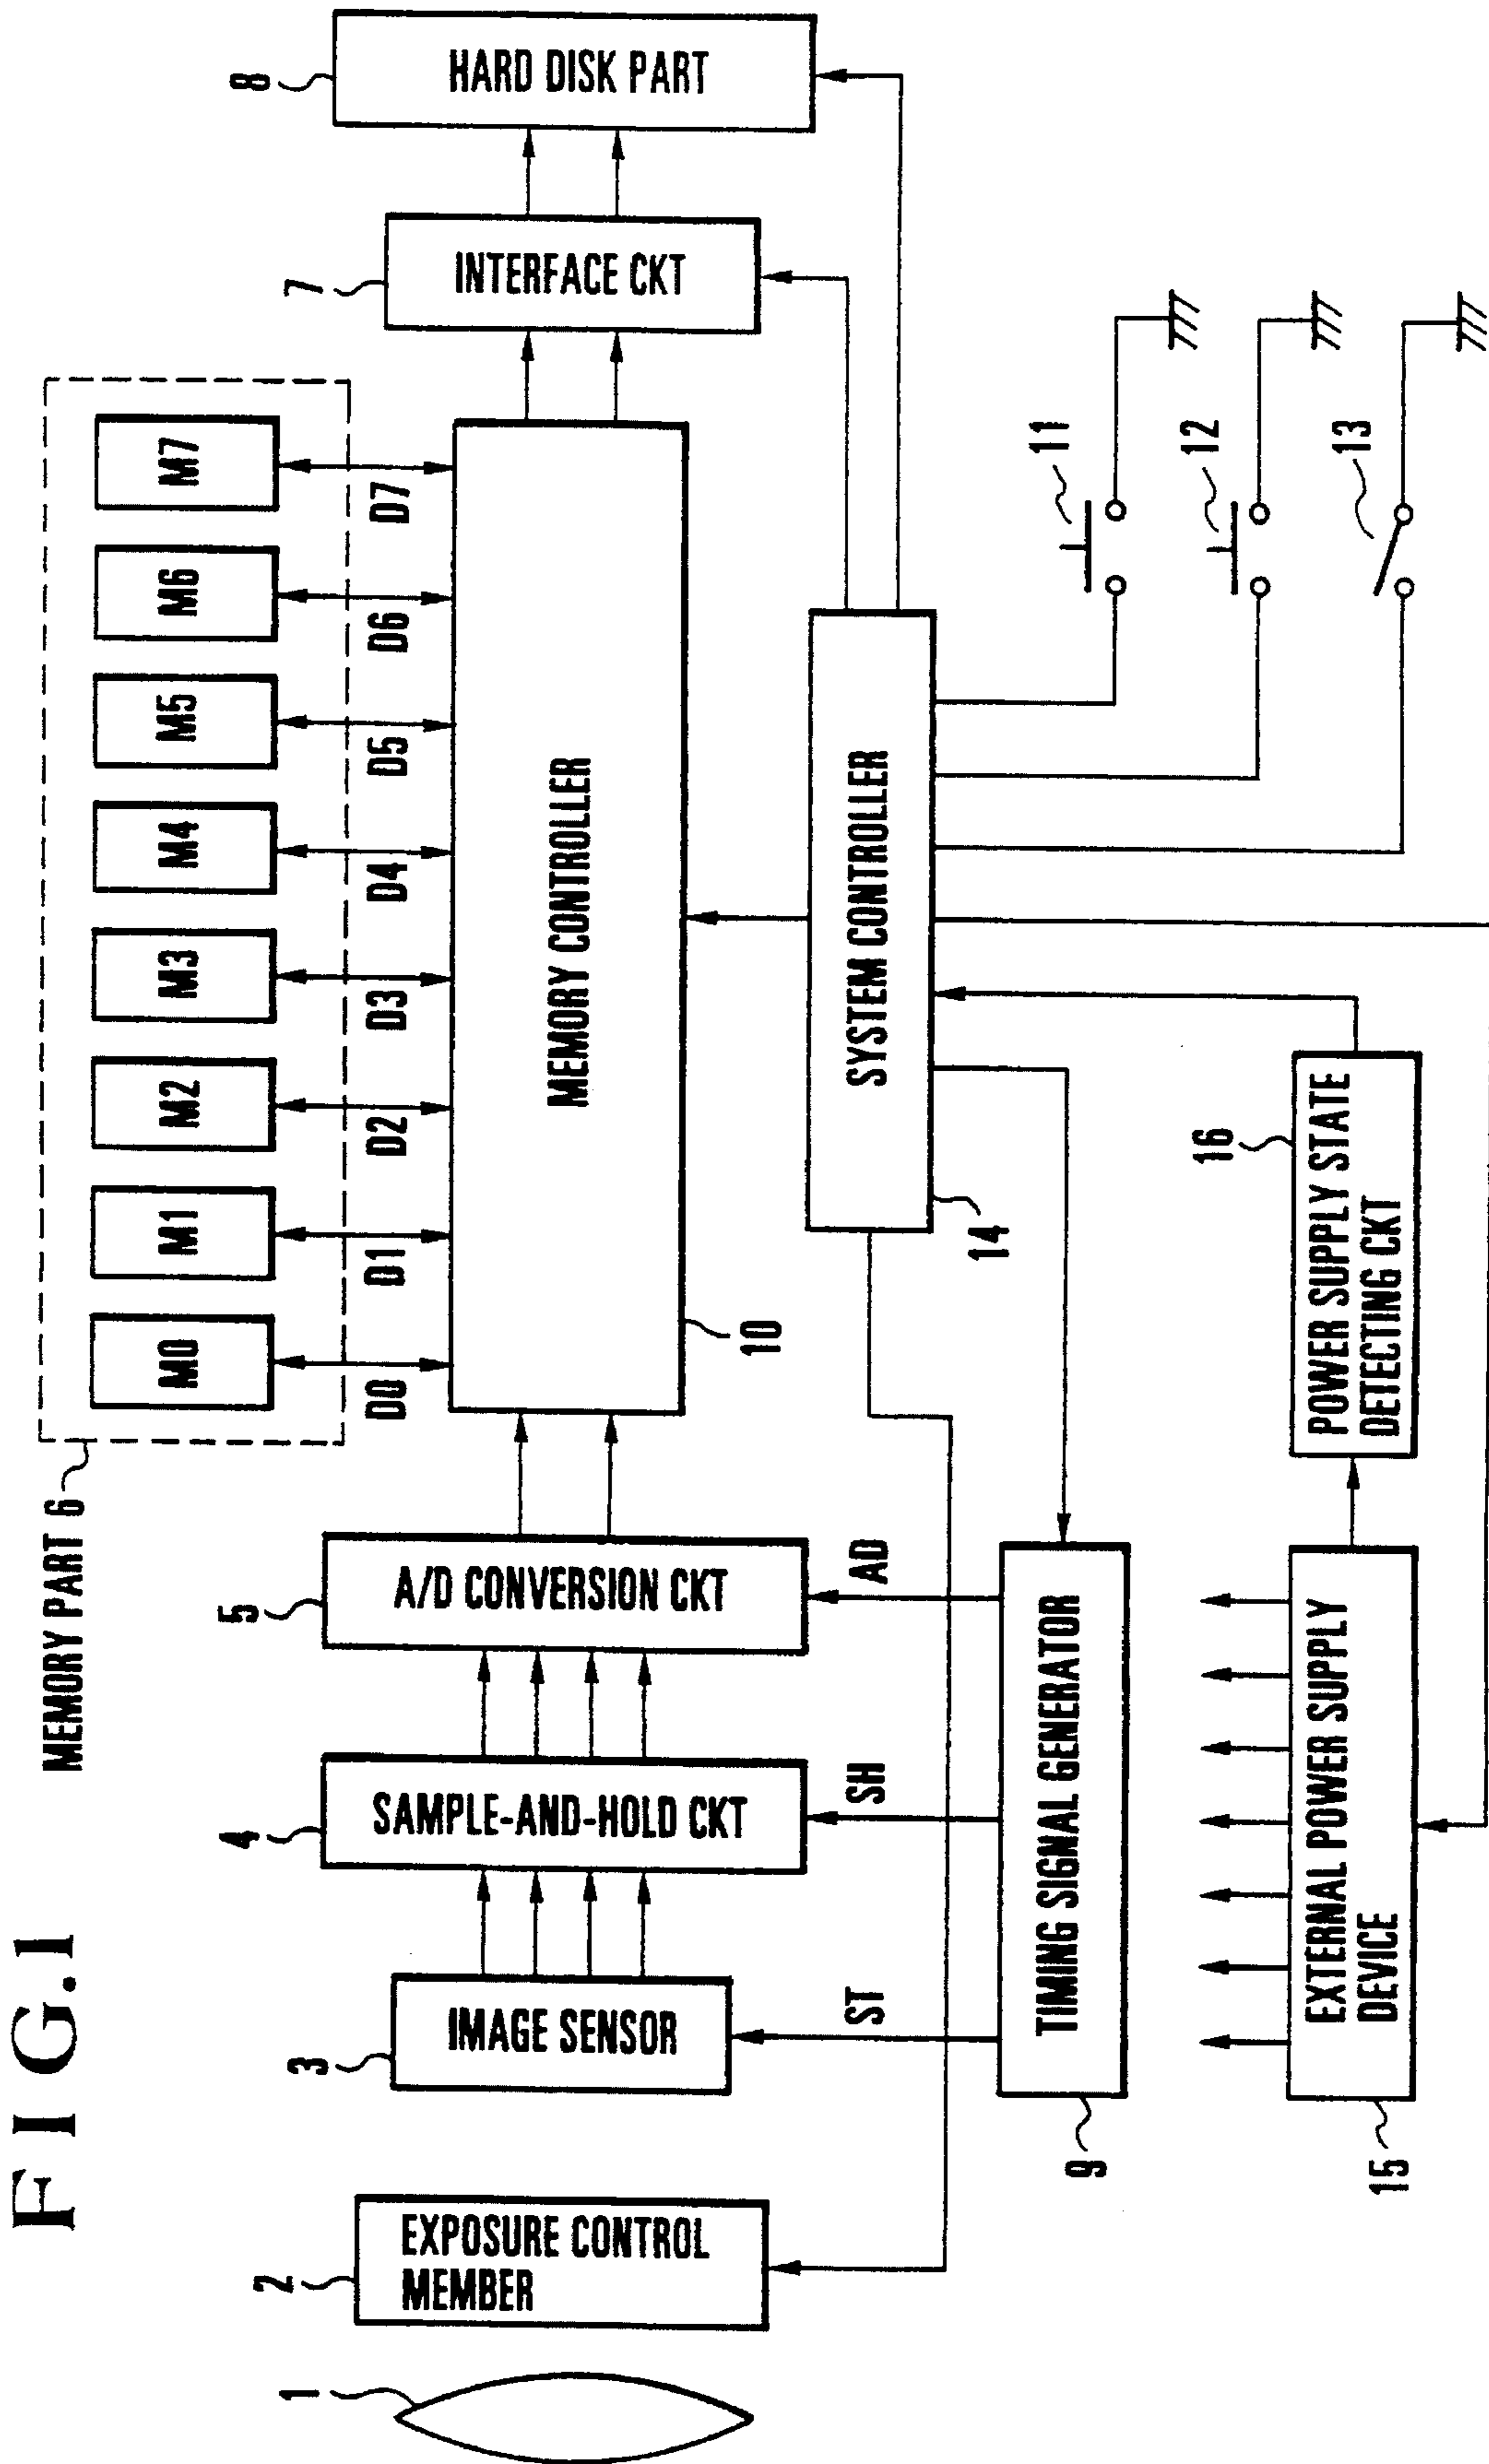 FIG.1
MEMORY PART 6
M0
M1
M2
M3
M4
M5
M6
M7
D0
D1
D2
D3
D4
D5
D6
D7
1
2
EXPOSURE CONTROL
MEMBER
3
IMAGE SENSOR
4
SAMPLE-AND-HOLD CKT
5
A/D CONVERSION CKT
MEMORY CONTROLLER
10
7
INTERFACE CKT
8
HARD DISK PART
ST
SH
AD
SYSTEM CONTROLLER
14
TIMING SIGNAL GENERATOR
9
11
12
13
EXTERNAL POWER SUPPLY
DEVICE
15
16
POWER SUPPLY STATE
DETECTING CKT